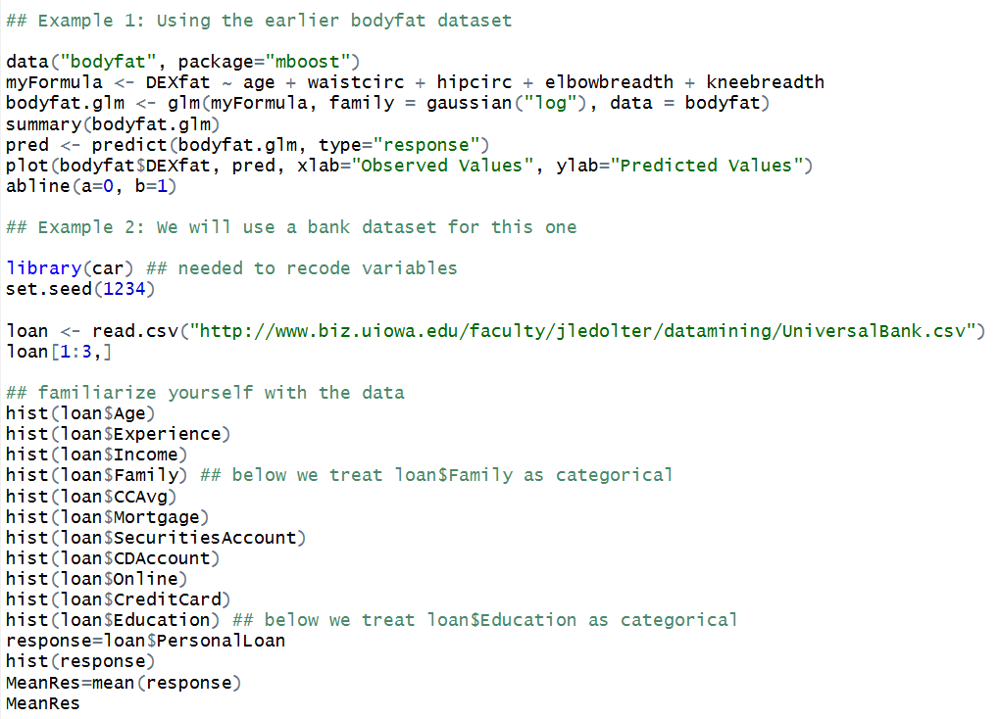 ## Example 1: Using the earlier bodyfat dataset
data("bodyfat", package="mboost")
myFormula <- DEXfat ~ age + waistcirc + hipcirc + elbowbreadth + kneebreadth
bodyfat.glm <- glm(myFormula, family = gaussian("log"), data = bodyfat)
summary(bodyfat.glm)
pred <- predict(bodyfat.glm, type="response")
plot(bodyfat$DEXfat, pred, xlab="Observed Values", ylab="Predicted Values")
abline(a=0, b=1)
## Example 2: We will use a bank dataset for this one
library(car) ## needed to recode variables
set.seed(1234)
loan <- read.csv("http://www.biz.uiowa.edu/faculty/jledolter/datamining/UniversalBank.csv")
loan[1:3,]
## familiarize yourself with the data
hist(loan$Age)
hist(loan$Experience)
hist(loan$Income)
hist(loan$Family) ## below we treat loan$Family as categorical
hist(loan$CCAvg)
hist(loan$Mortgage)
hist(loan$SecuritiesAccount)
hist(loan$CDAccount)
hist(loan$Online)
hist(loan$CreditCard)
hist(loan$Education) ## below we treat loan$Education as categorical
response=loan$PersonalLoan
hist(response)
MeanRes=mean(response)
MeanRes